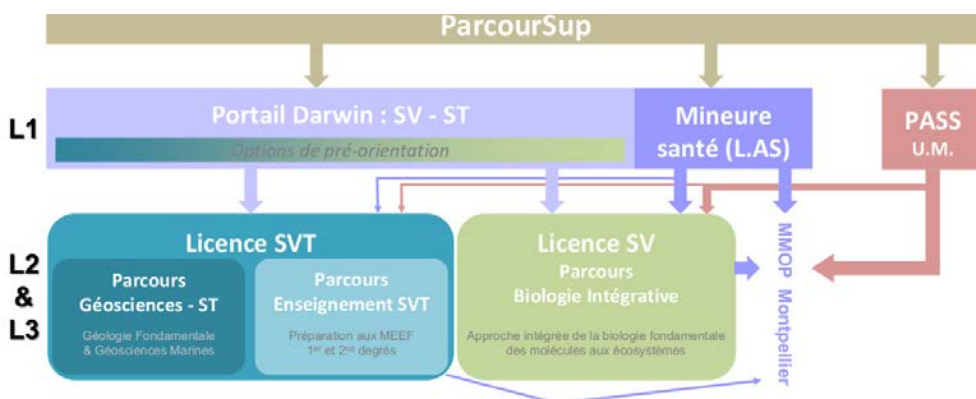 ParcourSup
L1
Portail Darwin : SV - ST
Options de pré-orientation
Mineure
santé (L.AS)
PASS
U.M.
L2
&
L3
Licence SVT
Parcours
Géosciences - ST
Géologie Fondamentale
& Géosciences Marines
Parcours
Enseignement SVT
Préparation aux MEEF
1er et 2nd degrés
Licence SV
Parcours
Biologie Intégrative
Approche intégrée de la biologie fondamentale
des molécules aux écosystèmes
MMOP Montpellier